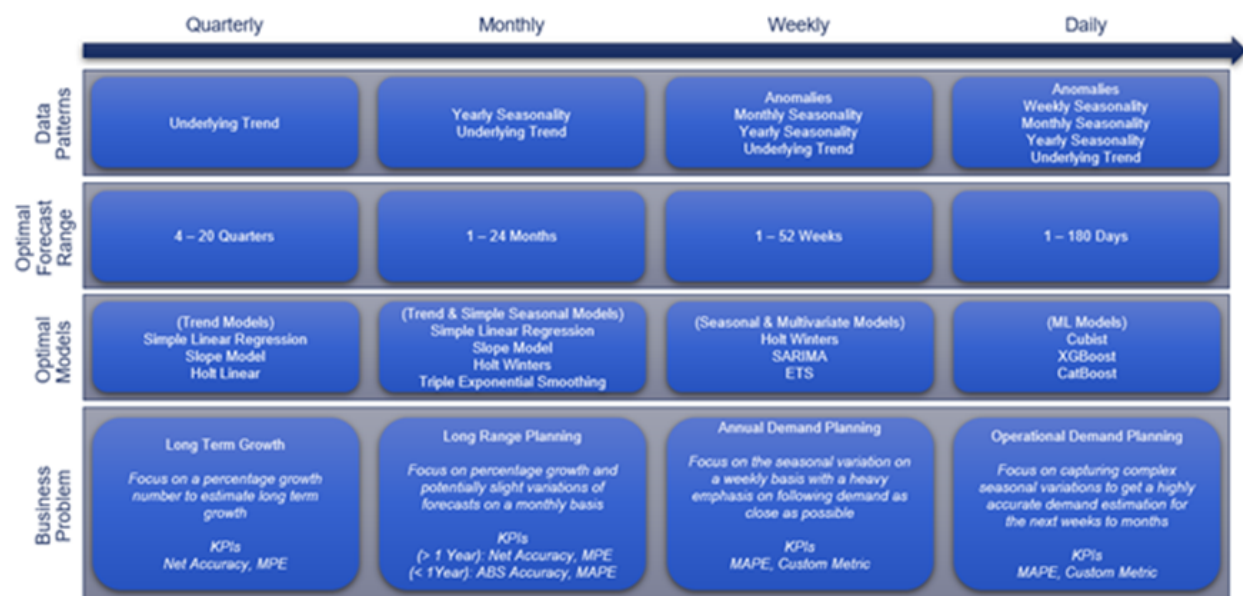 Quarterly
Monthly
Weekly
Daily
Data
Patterns
Underlying Trend
Yearly Seasonality
Underlying Trend
Anomalies
Monthly Seasonality
Yearly Seasonality
Underlying Trend
Anomalies
Weekly Seasonality
Monthly Seasonality
Yearly Seasonality
Underlying Trend
Optimal
Forecast
Range
4 – 20 Quarters
1 – 24 Months
1 – 52 Weeks
1 – 180 Days
Optimal
Models
(Trend Models)
Simple Linear Regression
Slope Model
Holt Linear
(Trend & Simple Seasonal Models)
Simple Linear Regression
Slope Model
Holt Winters
Triple Exponential Smoothing
(Seasonal & Multivariate Models)
Holt Winters
SARIMA
ETS
(ML Models)
Cubist
XGBoost
CatBoost
Business
Problem
Long Term Growth
Focus on a percentage growth
number to estimate long term
growth
KPIs
Net Accuracy, MPE
Long Range Planning
Focus on percentage growth and
potentially slight variations of
forecasts on a monthly basis
KPIs
(> 1 Year): Net Accuracy, MPE
(< 1Year): ABS Accuracy, MAPE
Annual Demand Planning
Focus on the seasonal variation on
a weekly basis with a heavy
emphasis on following demand as
close as possible
KPIs
MAPE, Custom Metric
Operational Demand Planning
Focus on capturing complex
seasonal variations to get a highly
accurate demand estimation for
the next weeks to months
KPIs
MAPE, Custom Metric